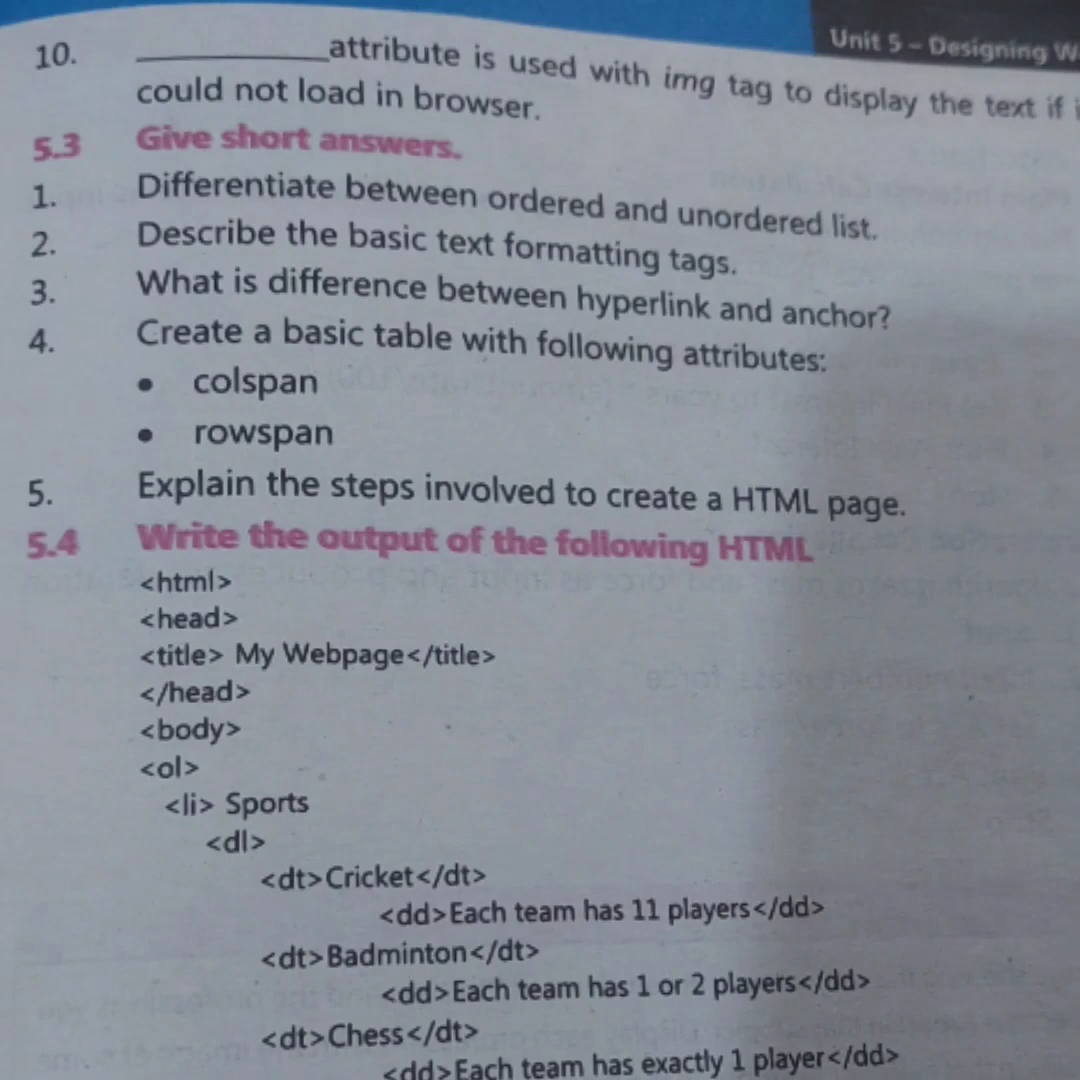 Unit 5 – Designing
10. ____________attribute is used with img tag to display the text if
could not load in browser.
5.3 Give short answers.
1. Differentiate between ordered and unordered list.
2. Describe the basic text formatting tags.
3. What is difference between hyperlink and anchor?
4. Create a basic table with following attributes:
• colspan
• rowspan
5. Explain the steps involved to create a HTML page.
5.4 Write the output of the following HTML
<html>
<head>
<title> My Webpage</title>
</head>
<body>
<ol>
<li> Sports
<dl>
<dt>Cricket</dt>
<dd>Each team has 11 players</dd>
<dt>Badminton</dt>
<dd>Each team has 1 or 2 players</dd>
<dt>Chess</dt>
<dd>Each team has exactly 1 player</dd>